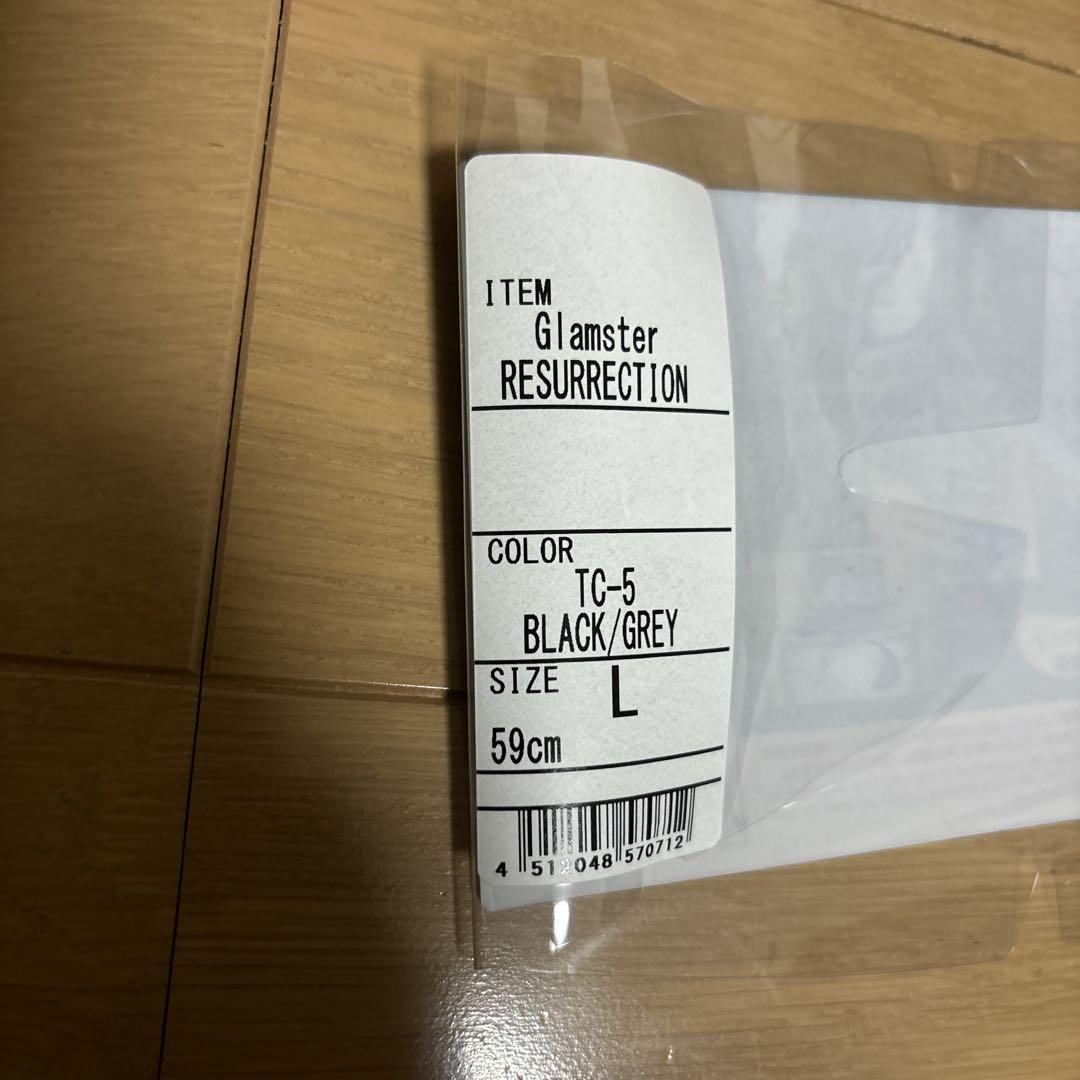 ITEM
Glamster
RESURRECTION
COLOR
TC-5
BLACK/GREY
SIZE L
59cm
4 512048 570712